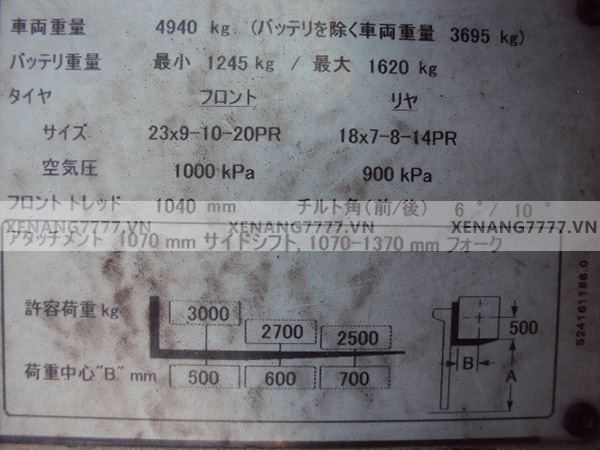 車両重量 4940 kg (バッテリを除く車両重量 3695 kg)
バッテリ重量 最小 1245 kg / 最大 1620 kg
タイヤ フロント リヤ
サイズ 23x9-10-20PR 18x7-8-14PR
空気圧 1000 kPa 900 kPa
フロント トレッド 1040 mm チルト角(前/後) 6 °/ 10 °
XENANG7777.VN XENANG7777.VN XENANG7777.VN
アタッチメント 1070 mm サイドシフト, 1070-1370 mm フォーク
許容荷重 kg 3000 2700 2500
荷重中心"B" mm 500 600 700
500
B
A
S24161186.0